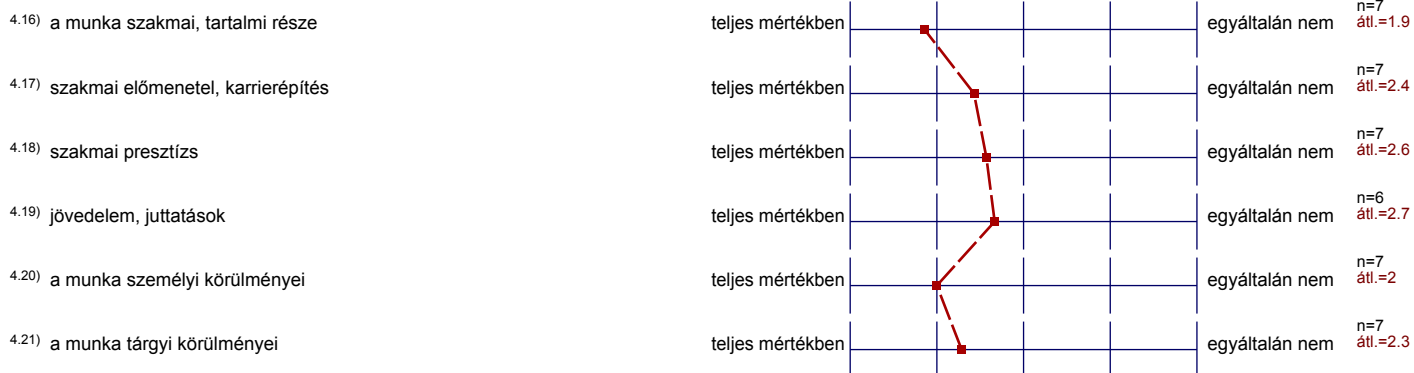 4.16) a munka szakmai, tartalmi része teljes mértékben egyáltalán nem n=7 átl.=1.9
4.17) szakmai előmenetel, karrierépítés teljes mértékben egyáltalán nem n=7 átl.=2.4
4.18) szakmai presztízs teljes mértékben egyáltalán nem n=7 átl.=2.6
4.19) jövedelem, juttatások teljes mértékben egyáltalán nem n=6 átl.=2.7
4.20) a munka személyi körülményei teljes mértékben egyáltalán nem n=7 átl.=2
4.21) a munka tárgyi körülményei teljes mértékben egyáltalán nem n=7 átl.=2.3